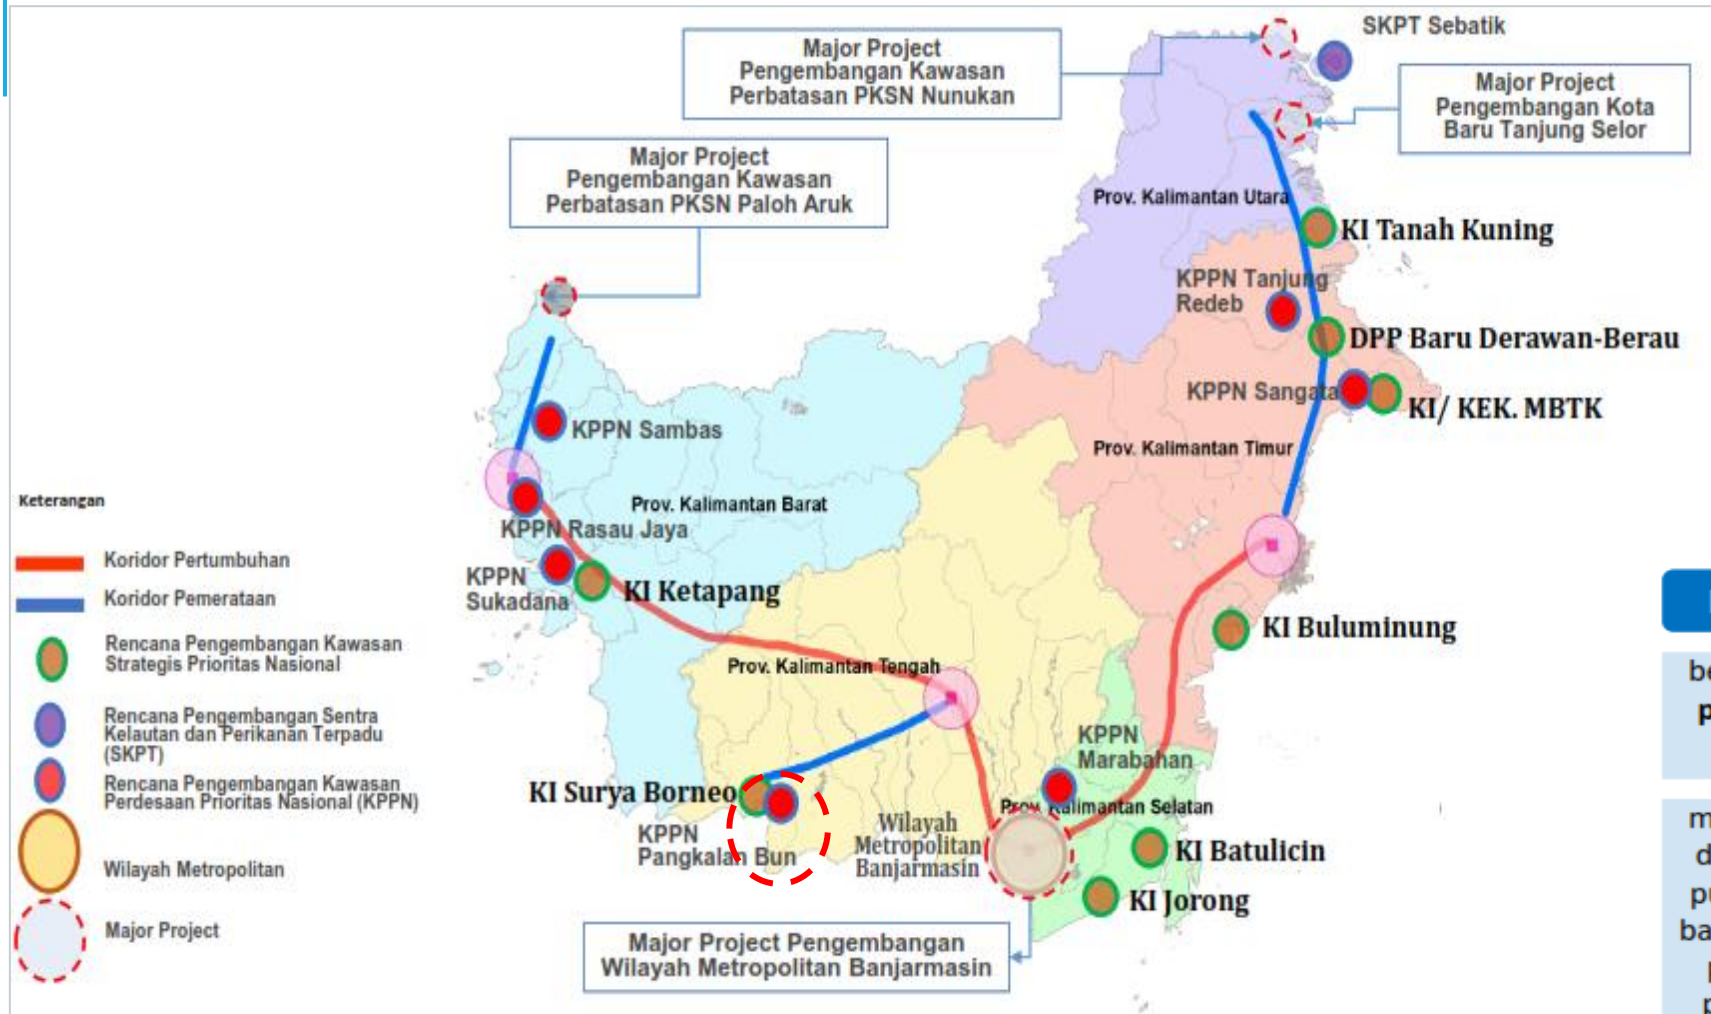 SKPT Sebatik
Major Project
Pengembangan Kawasan
Perbatasan PKSN Nunukan
Major Project
Pengembangan Kota
Baru Tanjung Selor
Major Project
Pengembangan Kawasan
Perbatasan PKSN Paloh Aruk
Prov. Kalimantan Utara
KI Tanah Kuning
KPPN Tanjung
Redeb
DPP Baru Derawan-Berau
KPPN Sangata
KI/ KEK. MBTK
KPPN Sambas
Prov. Kalimantan Timur
Prov. Kalimantan Barat
KPPN Rasau Jaya
KPPN
Sukadana
KI Ketapang
KI Buluminung
Prov. Kalimantan Tengah
KPPN
Marabahan
KI Surya Borneo
Prov. Kalimantan Selatan
KPPN
Pangkalan Bun
Wilayah
Metropolitan
Banjarmasin
KI Batulicin
KI Jorong
Major Project Pengembangan
Wilayah Metropolitan Banjarmasin
Keterangan
Koridor Pertumbuhan
Koridor Pemerataan
Rencana Pengembangan Kawasan
Strategis Prioritas Nasional
Rencana Pengembangan Sentra
Kelautan dan Perikanan Terpadu
(SKPT)
Rencana Pengembangan Kawasan
Perdesaan Prioritas Nasional (KPPN)
Wilayah Metropolitan
Major Project